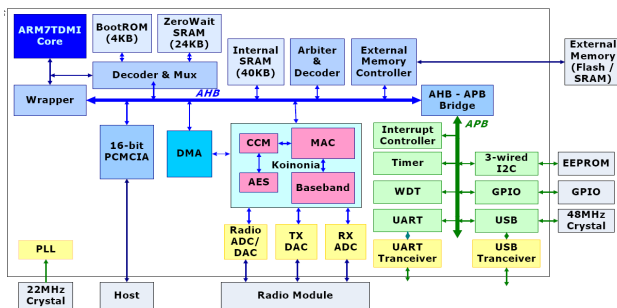 ARM7TDMI
Core
BootROM
(4KB)
ZeroWait
SRAM
(24KB)
Decoder & Mux
Wrapper
AHB
Internal
SRAM
(40KB)
Arbiter
&
Decoder
External
Memory
Controller
External
Memory
(Flash /
SRAM)
AHB - APB
Bridge
APB
16-bit
PCMCIA
DMA
CCM
MAC
Koinonia
AES
Baseband
Interrupt
Controller
Timer
WDT
UART
UART
Tranceiver
3-wired
I2C
GPIO
USB
USB
Tranceiver
EEPROM
GPIO
48MHz
Crystal
Radio
ADC/
DAC
TX
DAC
RX
ADC
PLL
22MHz
Crystal
Host
Radio Module